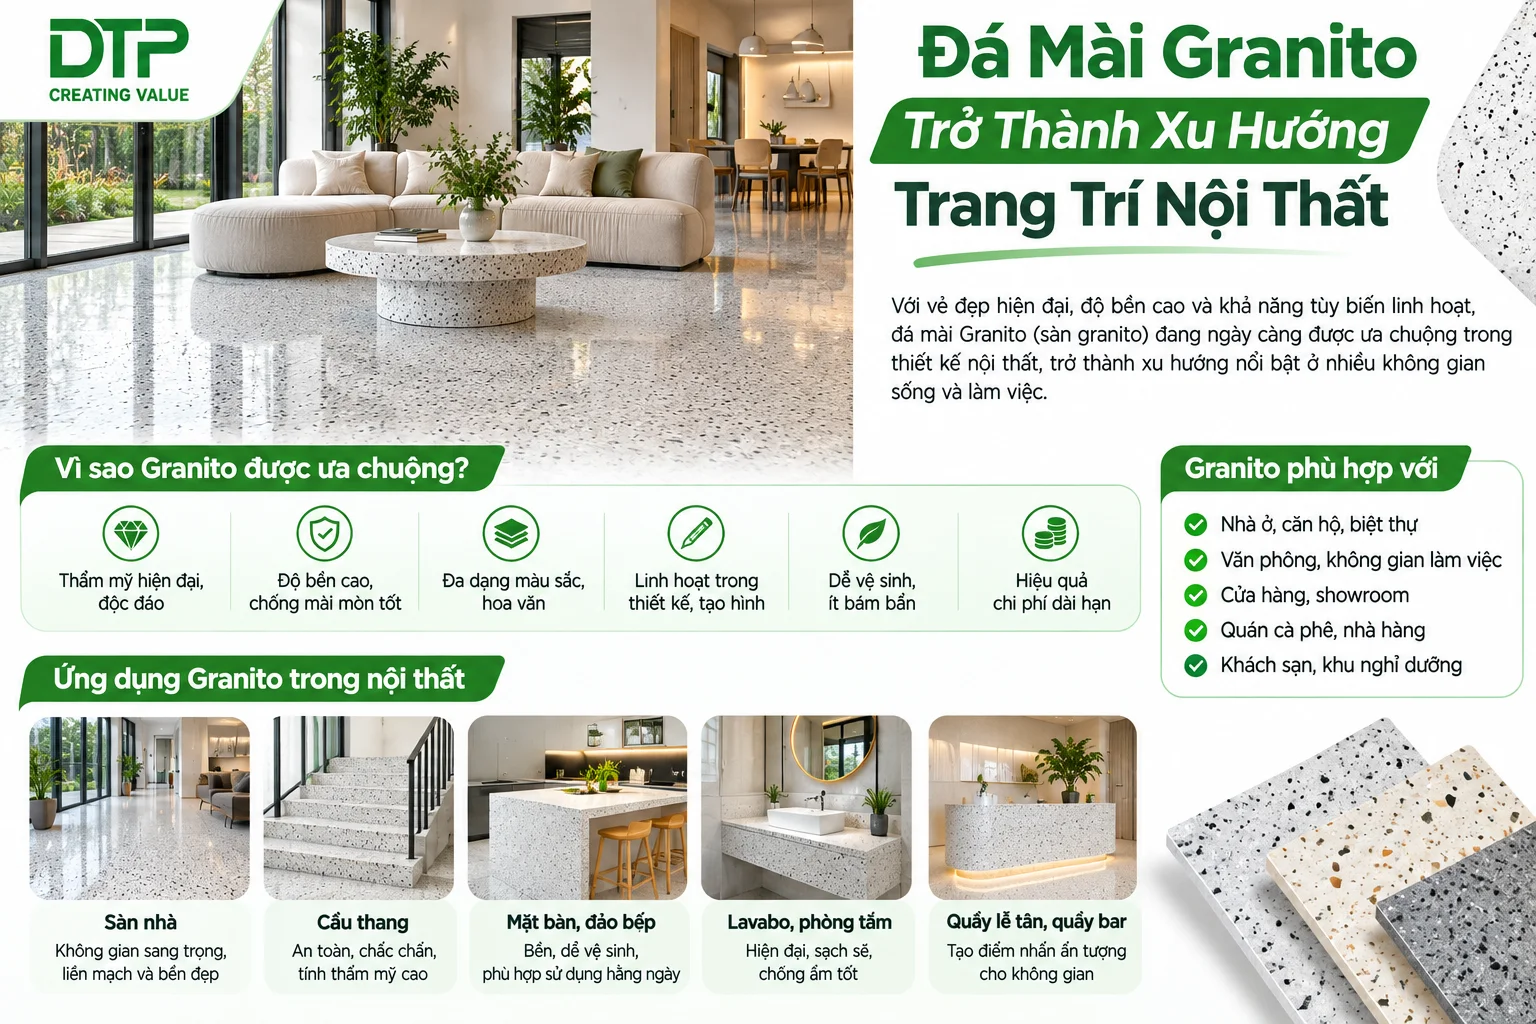 DTP
CREATING VALUE
Đá Mài Granito
Trở Thành Xu Hướng
Trang Trí Nội Thất
Với vẻ đẹp hiện đại, độ bền cao và khả năng tùy biến linh hoạt,
đá mài Granito (sàn granito) đang ngày càng được ưa chuộng trong
thiết kế nội thất, trở thành xu hướng nổi bật ở nhiều không gian
sống và làm việc.
Vì sao Granito được ưa chuộng?
Thẩm mỹ hiện đại,
độc đáo
Độ bền cao,
chống mài mòn tốt
Đa dạng màu sắc,
hoa văn
Linh hoạt trong
thiết kế, tạo hình
Dễ vệ sinh,
ít bám bẩn
Hiệu quả
chi phí dài hạn
Granito phù hợp với
Nhà ở, căn hộ, biệt thự
Văn phòng, không gian làm việc
Cửa hàng, showroom
Quán cà phê, nhà hàng
Khách sạn, khu nghỉ dưỡng
Ứng dụng Granito trong nội thất
Sàn nhà
Không gian sang trọng,
liền mạch và bền đẹp
Cầu thang
An toàn, chắc chắn,
tính thẩm mỹ cao
Mặt bàn, đảo bếp
Bền, dễ vệ sinh,
phù hợp sử dụng hằng ngày
Lavabo, phòng tắm
Hiện đại, sạch sẽ,
chống ẩm tốt
Quầy lễ tân, quầy bar
Tạo điểm nhấn ấn tượng
cho không gian